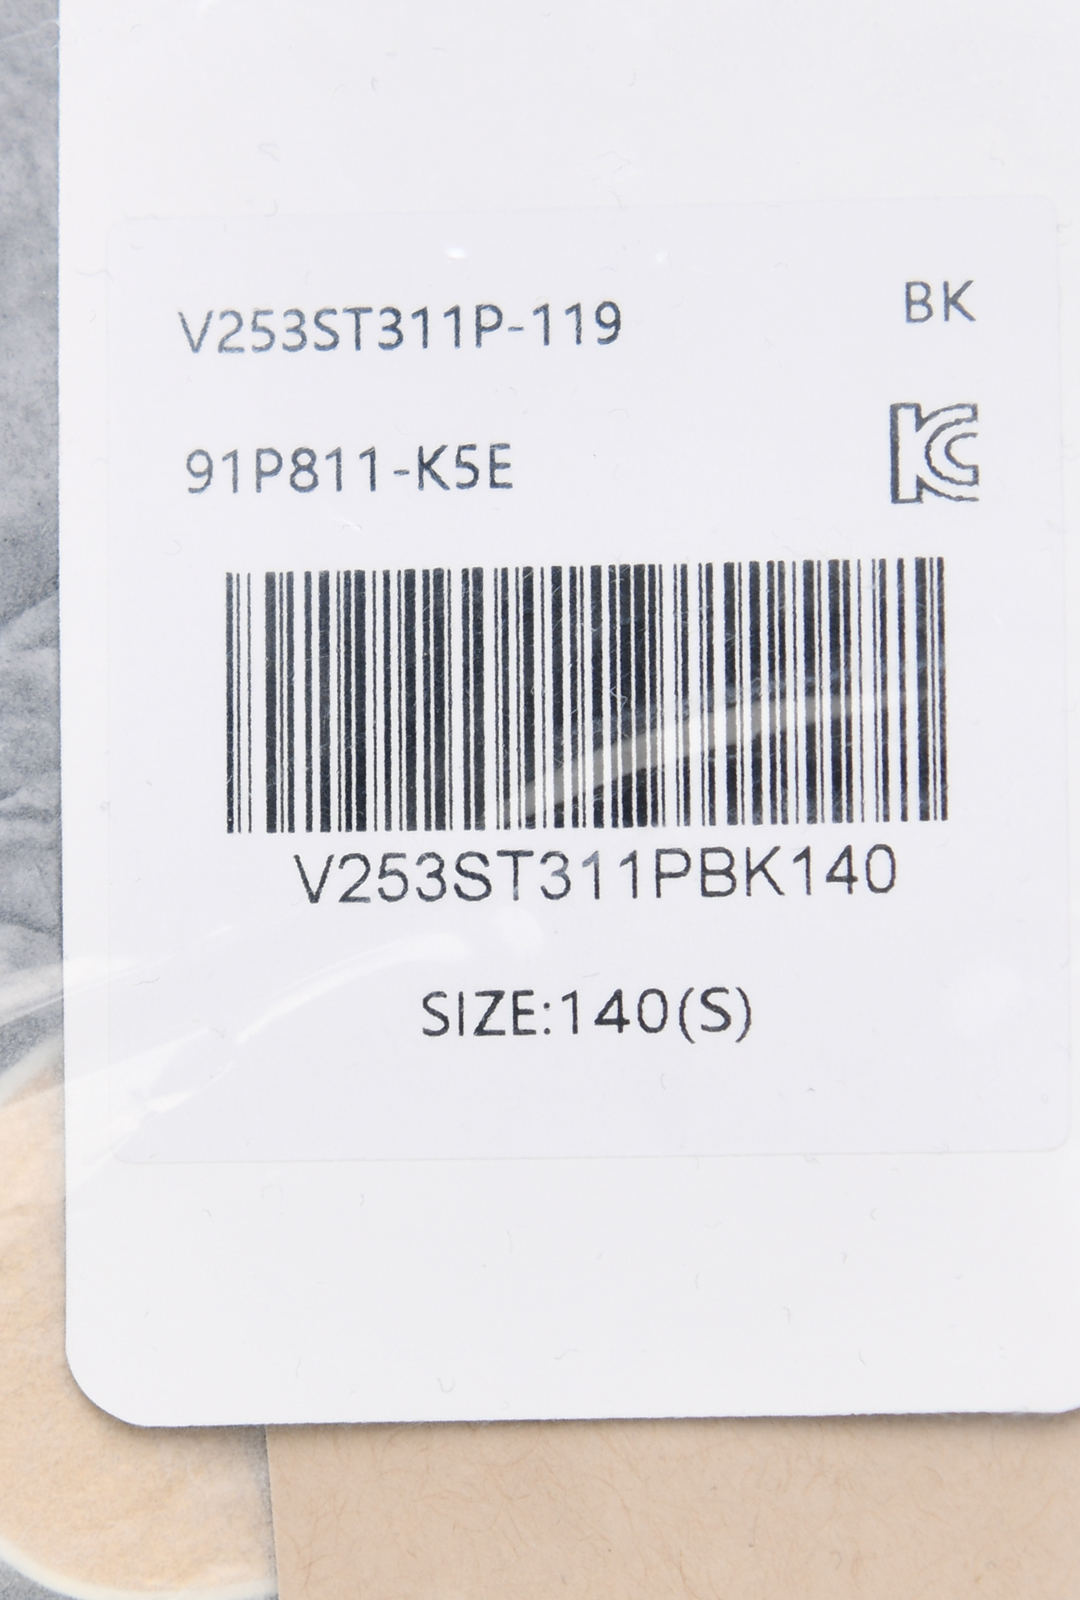 V253ST311P-119 BK
91P811-K5E
V253ST311PBK140
SIZE:140(S)